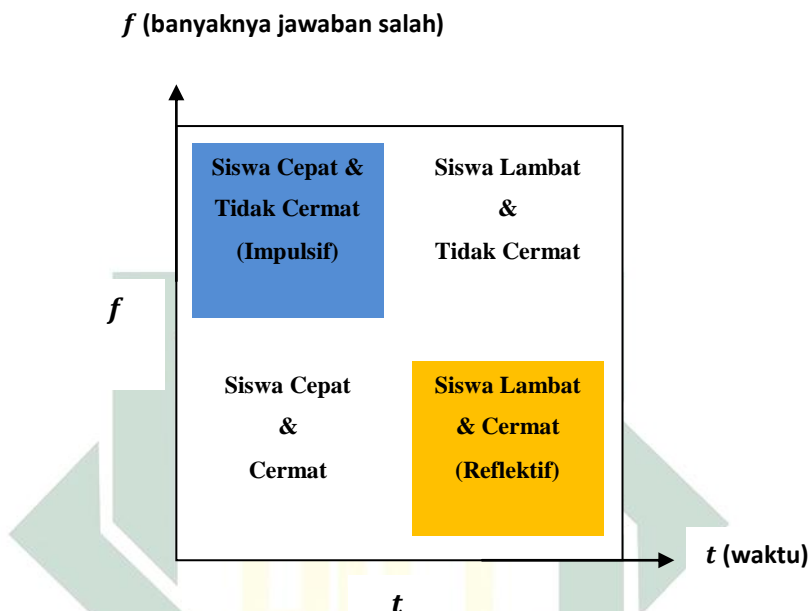 f (banyaknya jawaban salah)
Siswa Cepat &
Tidak Cermat
(Impulsif)
Siswa Lambat
&
Tidak Cermat
f
Siswa Cepat
&
Cermat
Siswa Lambat
& Cermat
(Reflektif)
t (waktu)
t